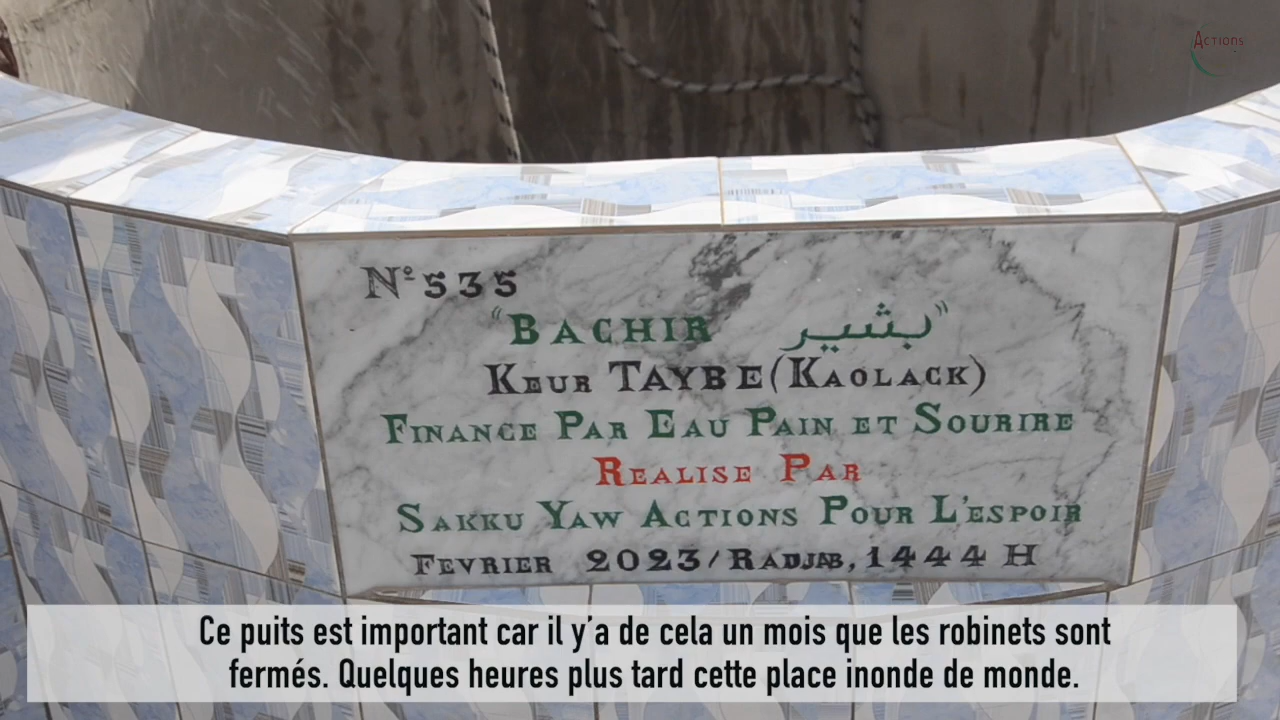 Actions
N° 535
"BACHIR بشير"
KEUR TAYBE (KAOLACK)
FINANCE PAR EAU PAIN ET SOURIRE
REALISE PAR
SAKKU YAW ACTIONS POUR L'ESPOIR
FEVRIER 2023/RADJAB, 1444 H
Ce puits est important car il y'a de cela un mois que les robinets sont
fermés. Quelques heures plus tard cette place inonde de monde.